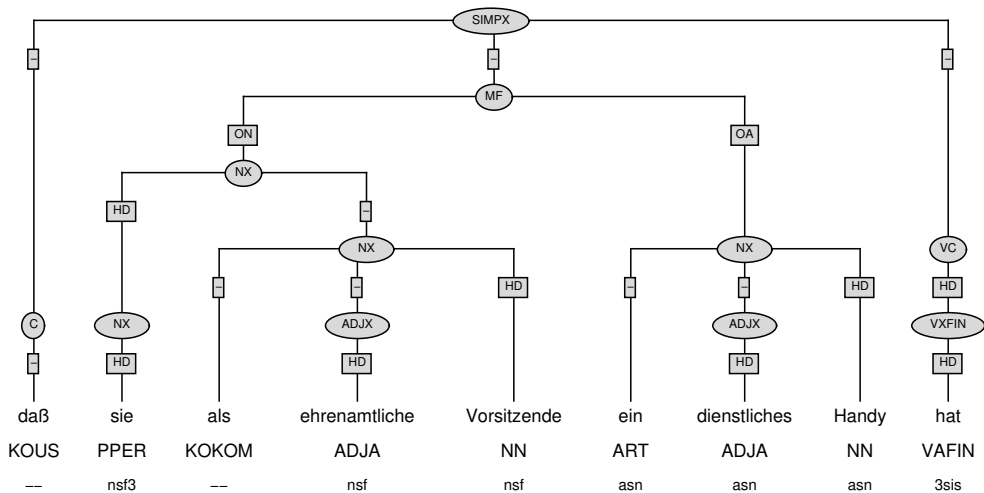 SIMPX
– – –
MF
ON OA
NX
HD –
NX NX VC
– – HD – – HD HD
C NX ADJX ADJX VXFIN
– HD HD HD HD
daß sie als ehrenamtliche Vorsitzende ein dienstliches Handy hat
KOUS PPER KOKOM ADJA NN ART ADJA NN VAFIN
–– nsf3 –– nsf nsf asn asn asn 3sis